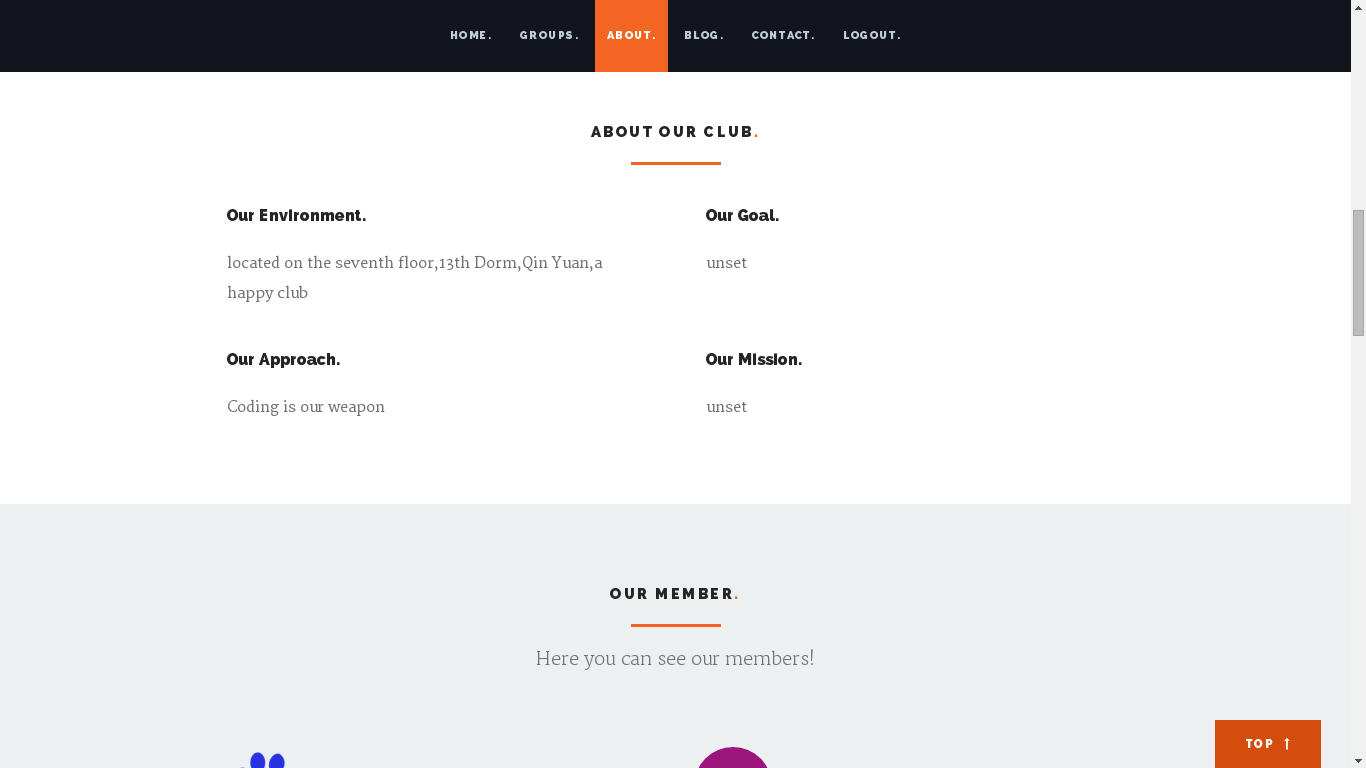 HOME. GROUPS. ABOUT. BLOG. CONTACT. LOGOUT.
ABOUT OUR CLUB.
Our Environment.
located on the seventh floor,13th Dorm,Qin Yuan,a
happy club
Our Goal.
unset
Our Approach.
Coding is our weapon
Our Mission.
unset
OUR MEMBER.
Here you can see our members!
TOP ↑